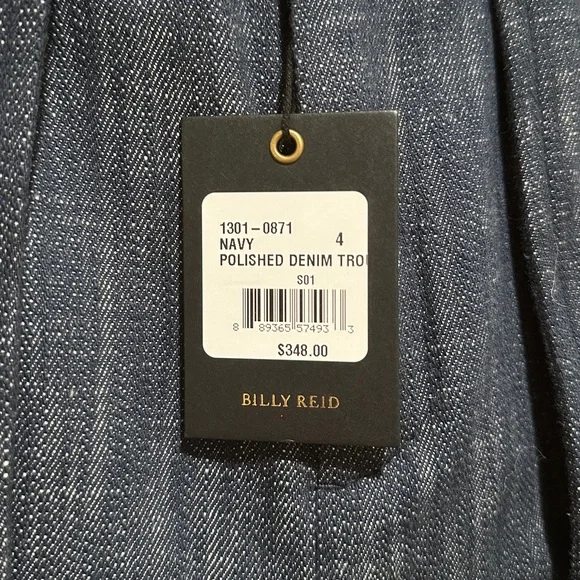 1301-0871
NAVY 4
POLISHED DENIM TROU
S01
8 89365 57493 3
$348.00
BILLY REID